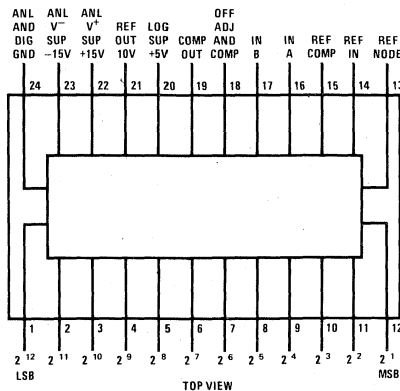 ANL AND DIG GND
ANL V⁻ SUP −15V
ANL V⁺ SUP +15V
REF OUT 10V
LOG SUP +5V
COMP OUT
OFF ADJ AND COMP
IN B
IN A
REF COMP
REF IN
REF NODE
24 23 22 21 20 19 18 17 16 15 14 13
1 2 3 4 5 6 7 8 9 10 11 12
2¹² 2¹¹ 2¹⁰ 2⁹ 2⁸ 2⁷ 2⁶ 2⁵ 2⁴ 2³ 2² 2¹
LSB MSB
TOP VIEW